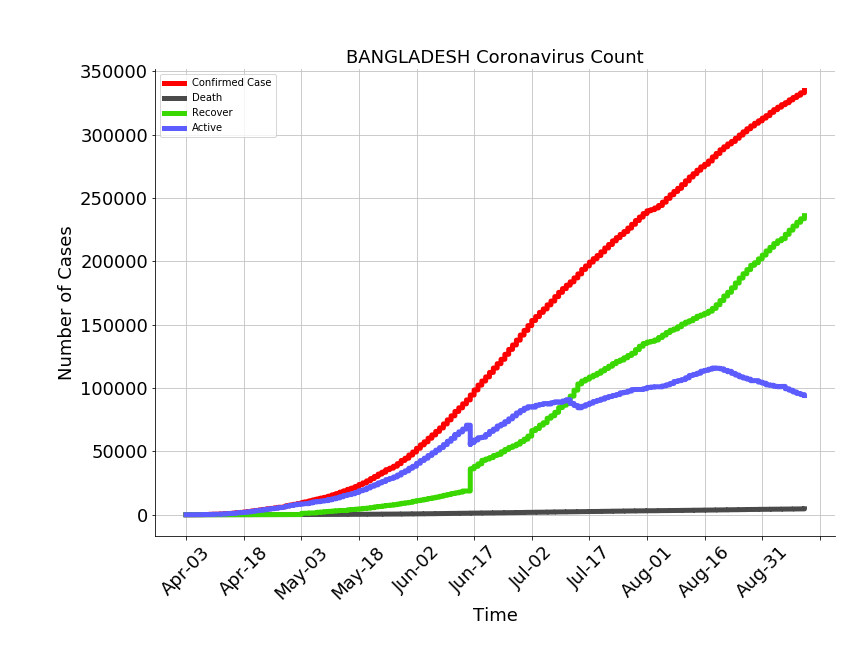 BANGLADESH Coronavirus Count
350000
300000
250000
200000
150000
100000
50000
0
Number of Cases
Confirmed Case
Death
Recover
Active
Apr-03
Apr-18
May-03
May-18
Jun-02
Jun-17
Jul-02
Jul-17
Aug-01
Aug-16
Aug-31
Time